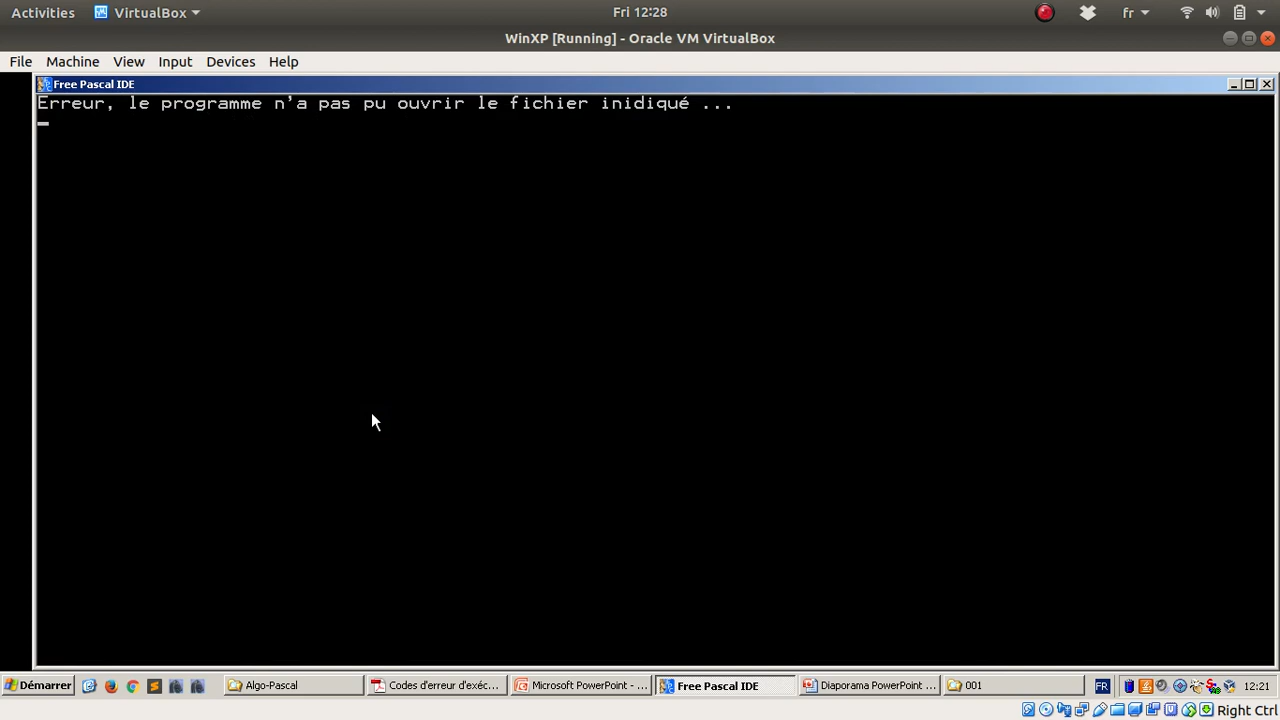 Activities VirtualBox Fri 12:28 fr
WinXP [Running] - Oracle VM VirtualBox
File Machine View Input Devices Help
Free Pascal IDE
Erreur, le programme n'a pas pu ouvrir le fichier inidiqué ...
Démarrer Algo-Pascal Codes d'erreur d'exéc... Microsoft PowerPoint - ... Free Pascal IDE Diaporama PowerPoint ... 001 FR 12:21
Right Ctrl